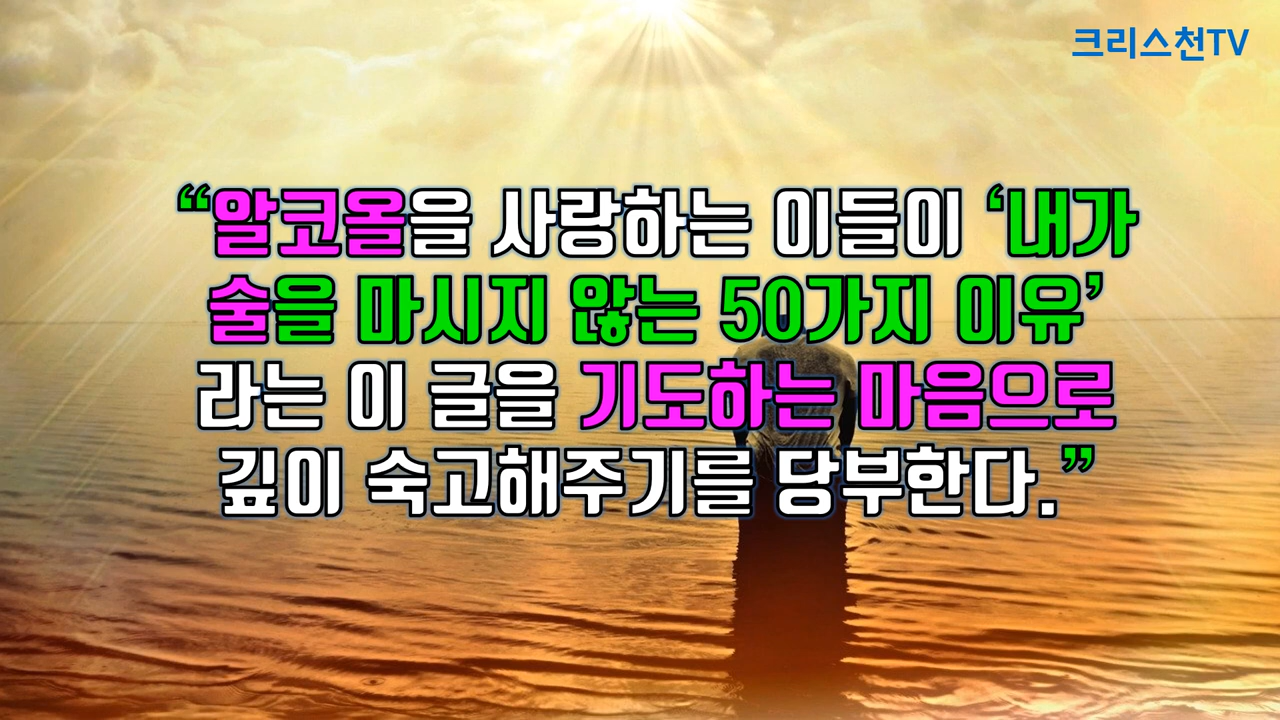 크리스천TV
“알코올을 사랑하는 이들이 ‘내가
술을 마시지 않는 50가지 이유’
라는 이 글을 기도하는 마음으로
깊이 숙고해주기를 당부한다.”